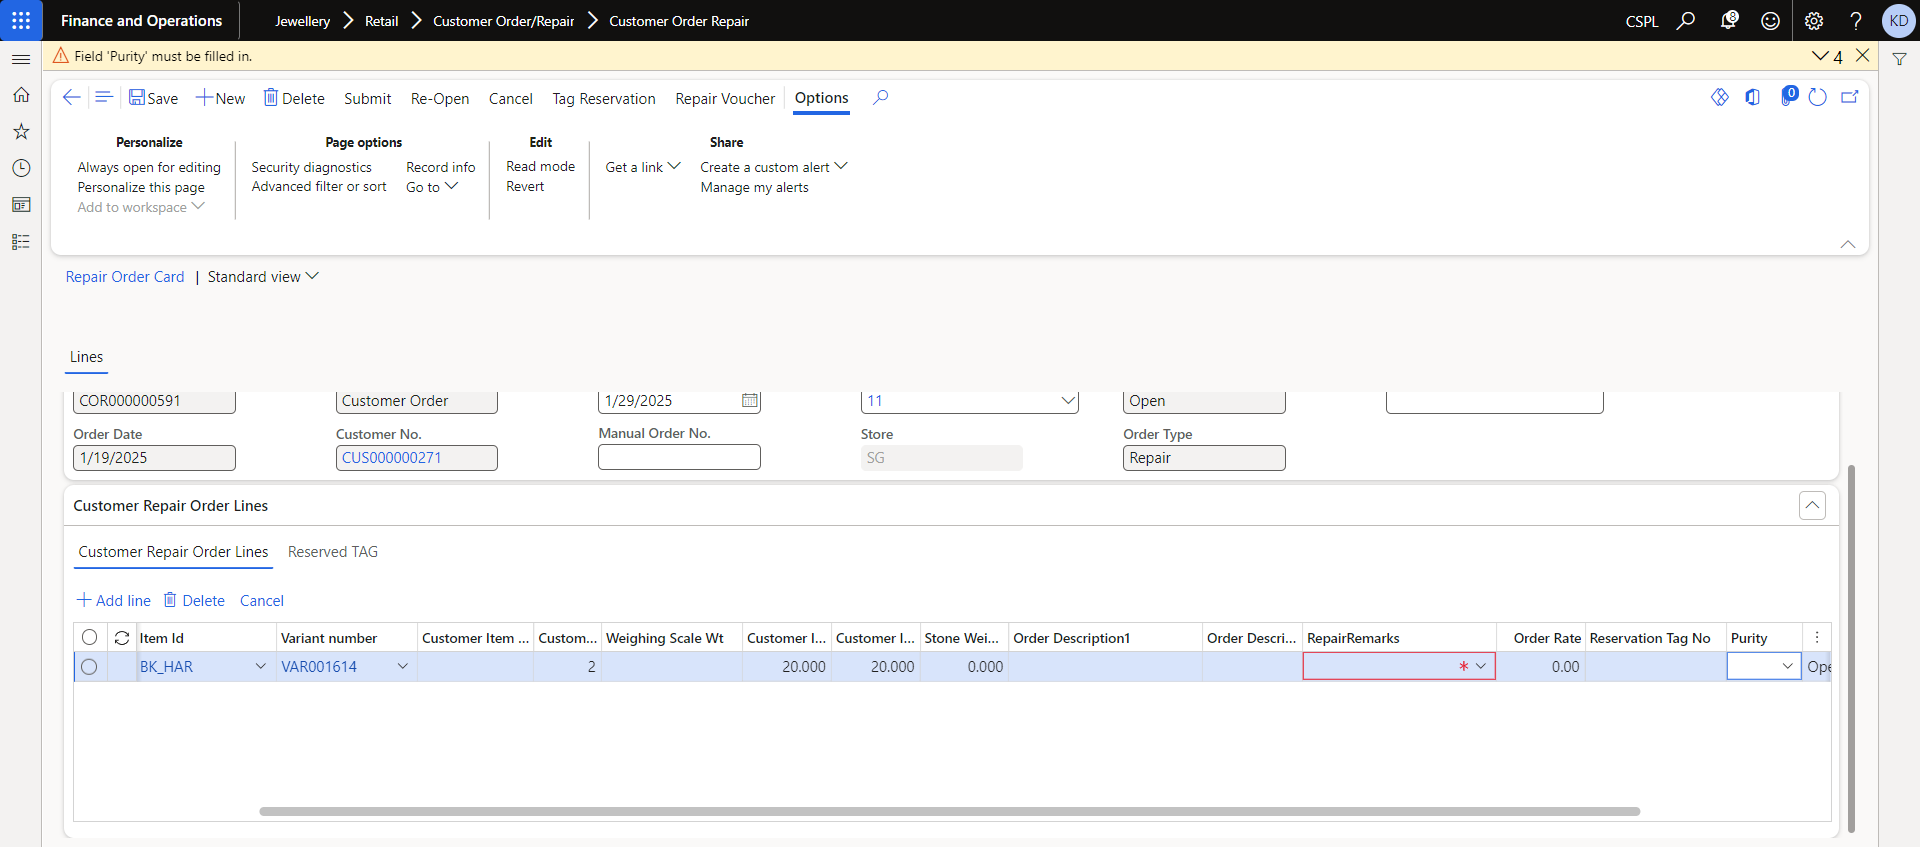 Finance and Operations
Jewellery Retail Customer Order/Repair Customer Order Repair
CSPL 8 ? KD
Field 'Purity' must be filled in. 4
Save New Delete Submit Re-Open Cancel Tag Reservation Repair Voucher Options 0
Personalize
Always open for editing
Personalize this page
Add to workspace
Page options
Security diagnostics Record info
Advanced filter or sort Go to
Edit
Read mode
Revert
Share
Get a link Create a custom alert
Manage my alerts
Repair Order Card | Standard view
Lines
COR000000591 Customer Order 1/29/2025 11 Open
Order Date Customer No. Manual Order No. Store Order Type
1/19/2025 CUS000000271 SG Repair
Customer Repair Order Lines
Customer Repair Order Lines Reserved TAG
Add line Delete Cancel
Item Id Variant number Customer Item ... Custom... Weighing Scale Wt Customer I... Customer I... Stone Wei... Order Description1 Order Descri... RepairRemarks Order Rate Reservation Tag No Purity
BK_HAR VAR001614 2 20.000 20.000 0.000 * 0.00 Ope